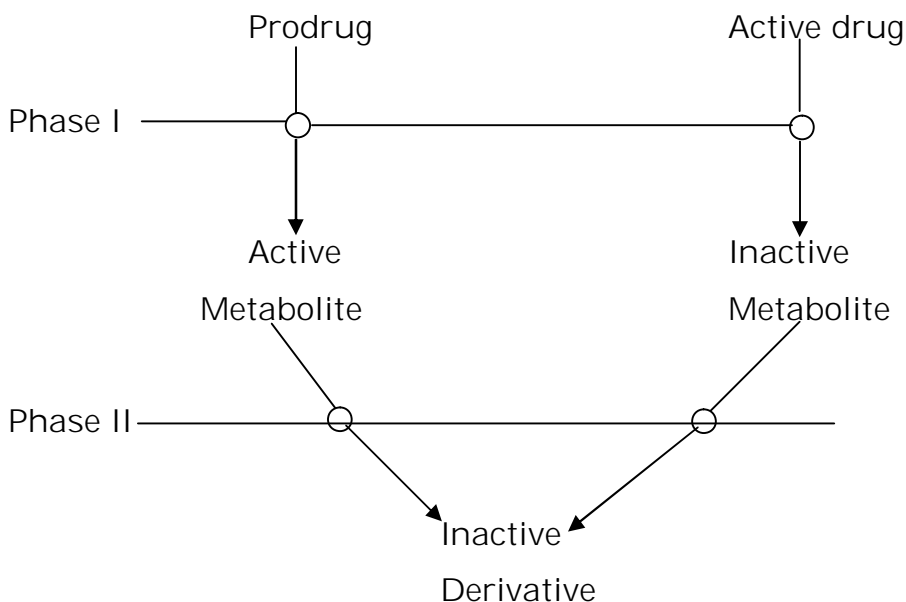 Prodrug
Active drug
Phase I
Active
Metabolite
Inactive
Metabolite
Phase II
Inactive
Derivative